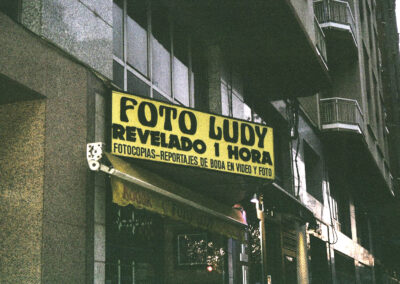 FOTO LUDY
REVELADO 1 HORA
FOTOCOPIAS-REPORTAJES DE BODA EN VIDEO Y FOTO